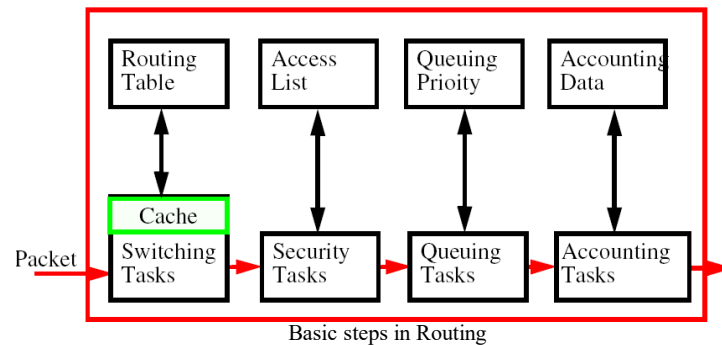 Routing
Table
Access
List
Queuing
Prioity
Accounting
Data
Cache
Packet
Switching
Tasks
Security
Tasks
Queuing
Tasks
Accounting
Tasks
Basic steps in Routing